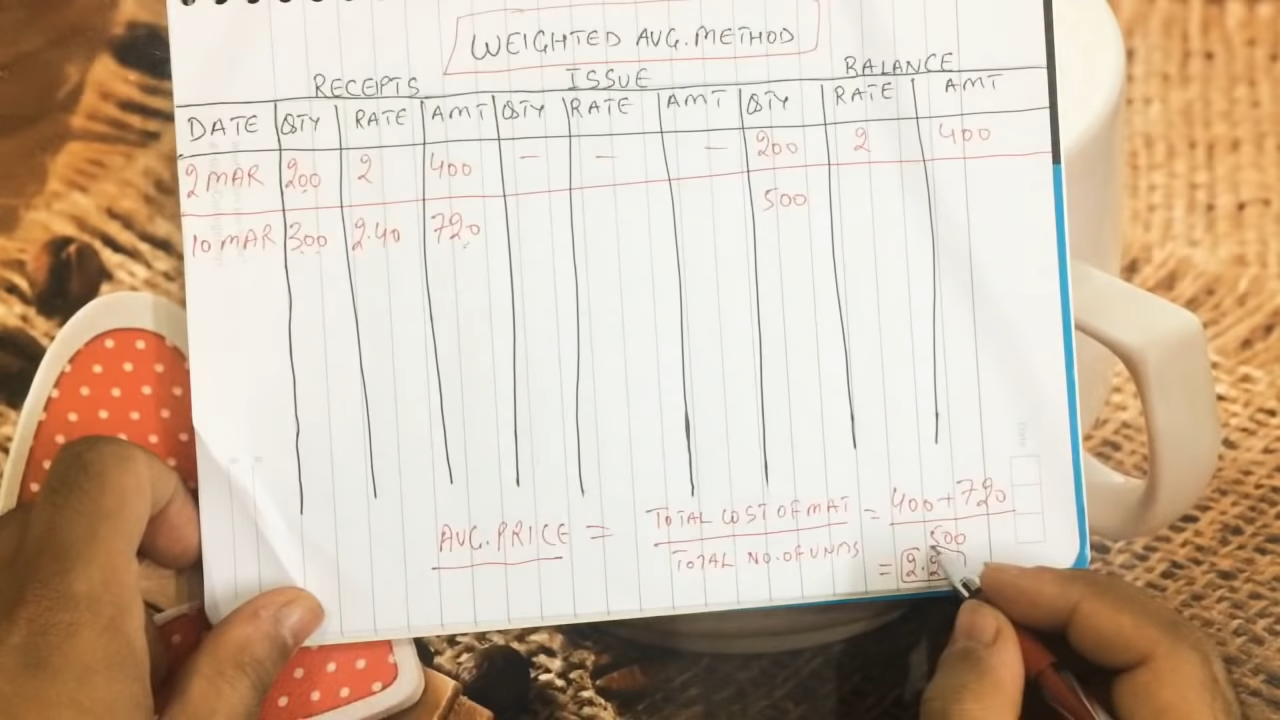 WEIGHTED AVG. METHOD
RECEIPTS ISSUE BALANCE
DATE QTY RATE AMT QTY RATE AMT QTY RATE AMT
2 MAR 200 2 400 — — — 200 2 400
10 MAR 300 2.40 720 500
AVG. PRICE = TOTAL COST OF MAT = 400+720
TOTAL NO. OF UNITS 500
= 2.2